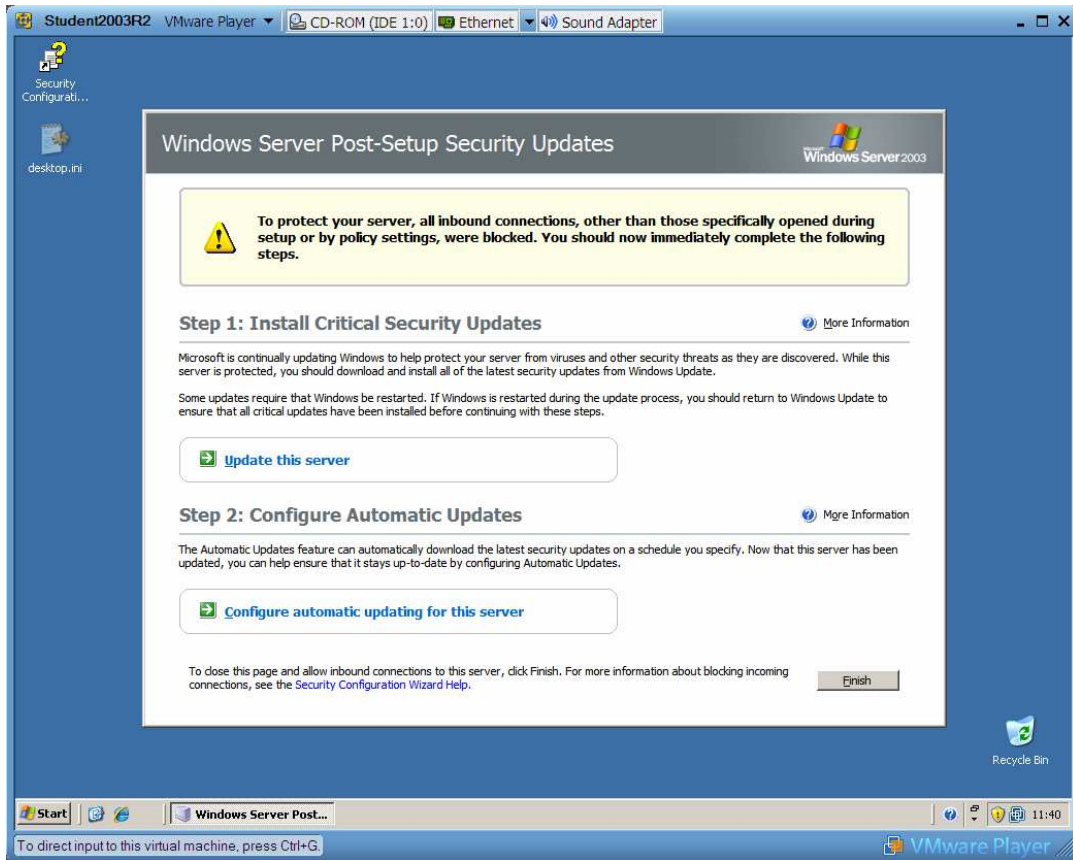 Student2003R2 VMware Player CD-ROM (IDE 1:0) Ethernet Sound Adapter
Security
Configurati...
desktop.ini
Windows Server Post-Setup Security Updates
Microsoft
Windows Server 2003
To protect your server, all inbound connections, other than those specifically opened during
setup or by policy settings, were blocked. You should now immediately complete the following
steps.
Step 1: Install Critical Security Updates
More Information
Microsoft is continually updating Windows to help protect your server from viruses and other security threats as they are discovered. While this
server is protected, you should download and install all of the latest security updates from Windows Update.
Some updates require that Windows be restarted. If Windows is restarted during the update process, you should return to Windows Update to
ensure that all critical updates have been installed before continuing with these steps.
Update this server
Step 2: Configure Automatic Updates
More Information
The Automatic Updates feature can automatically download the latest security updates on a schedule you specify. Now that this server has been
updated, you can help ensure that it stays up-to-date by configuring Automatic Updates.
Configure automatic updating for this server
To close this page and allow inbound connections to this server, click Finish. For more information about blocking incoming
connections, see the Security Configuration Wizard Help.
Finish
Recycle Bin
Start
Windows Server Post...
11:40
To direct input to this virtual machine, press Ctrl+G.
VMware Player